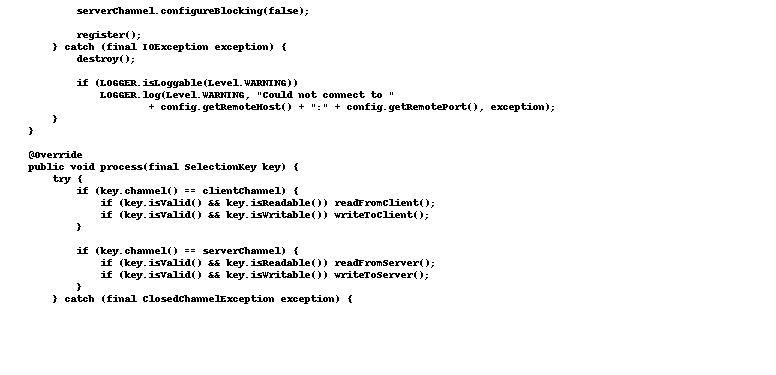 serverChannel.configureBlocking(false);
register();
} catch (final IOException exception) {
destroy();
if (LOGGER.isLoggable(Level.WARNING))
LOGGER.log(Level.WARNING, "Could not connect to "
+ config.getRemoteHost() + ":" + config.getRemotePort(), exception);
}
}
@Override
public void process(final SelectionKey key) {
try {
if (key.channel() == clientChannel) {
if (key.isValid() && key.isReadable()) readFromClient();
if (key.isValid() && key.isWritable()) writeToClient();
}
if (key.channel() == serverChannel) {
if (key.isValid() && key.isReadable()) readFromServer();
if (key.isValid() && key.isWritable()) writeToServer();
}
} catch (final ClosedChannelException exception) {